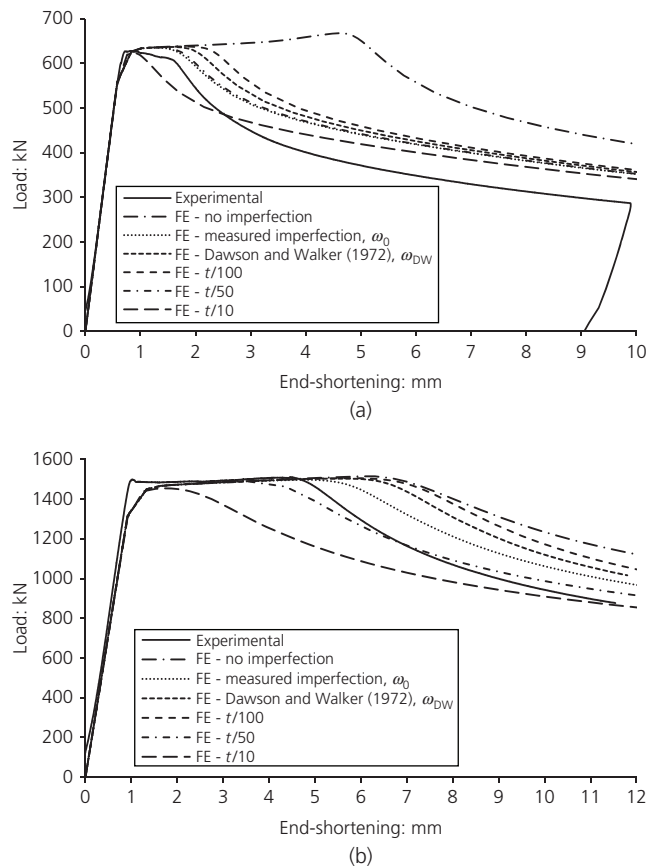 700
600
500
400
300
200
100
0
Load: kN
Experimental
FE - no imperfection
FE - measured imperfection, ω0
FE - Dawson and Walker (1972), ωDW
FE - t/100
FE - t/50
FE - t/10
0 1 2 3 4 5 6 7 8 9 10
End-shortening: mm
(a)
1600
1400
1200
1000
800
600
400
200
0
Load: kN
Experimental
FE - no imperfection
FE - measured imperfection, ω0
FE - Dawson and Walker (1972), ωDW
FE - t/100
FE - t/50
FE - t/10
0 1 2 3 4 5 6 7 8 9 10 11 12
End-shortening: mm
(b)